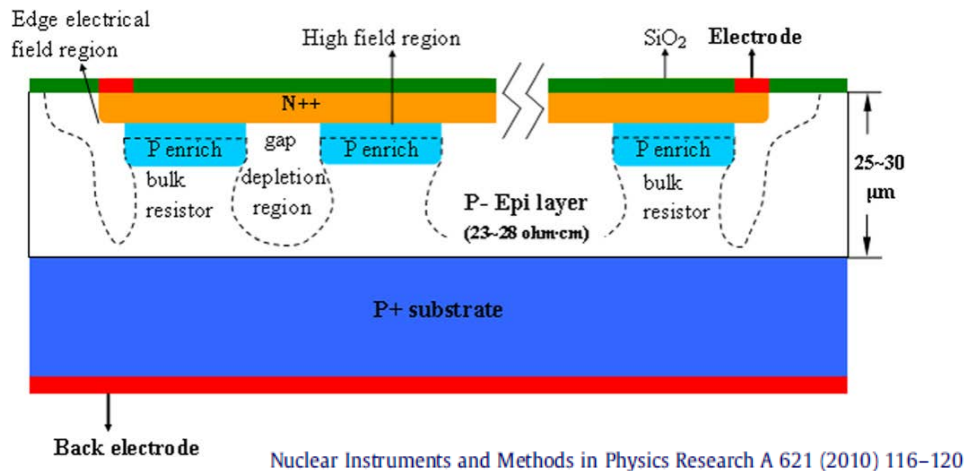 Edge electrical
field region
High field region
SiO2
Electrode
N++
P enrich
gap
P enrich
P enrich
bulk
resistor
depletion
region
P- Epi layer
(23~28 ohm·cm)
bulk
resistor
25~30
μm
P+ substrate
Back electrode
Nuclear Instruments and Methods in Physics Research A 621 (2010) 116–120